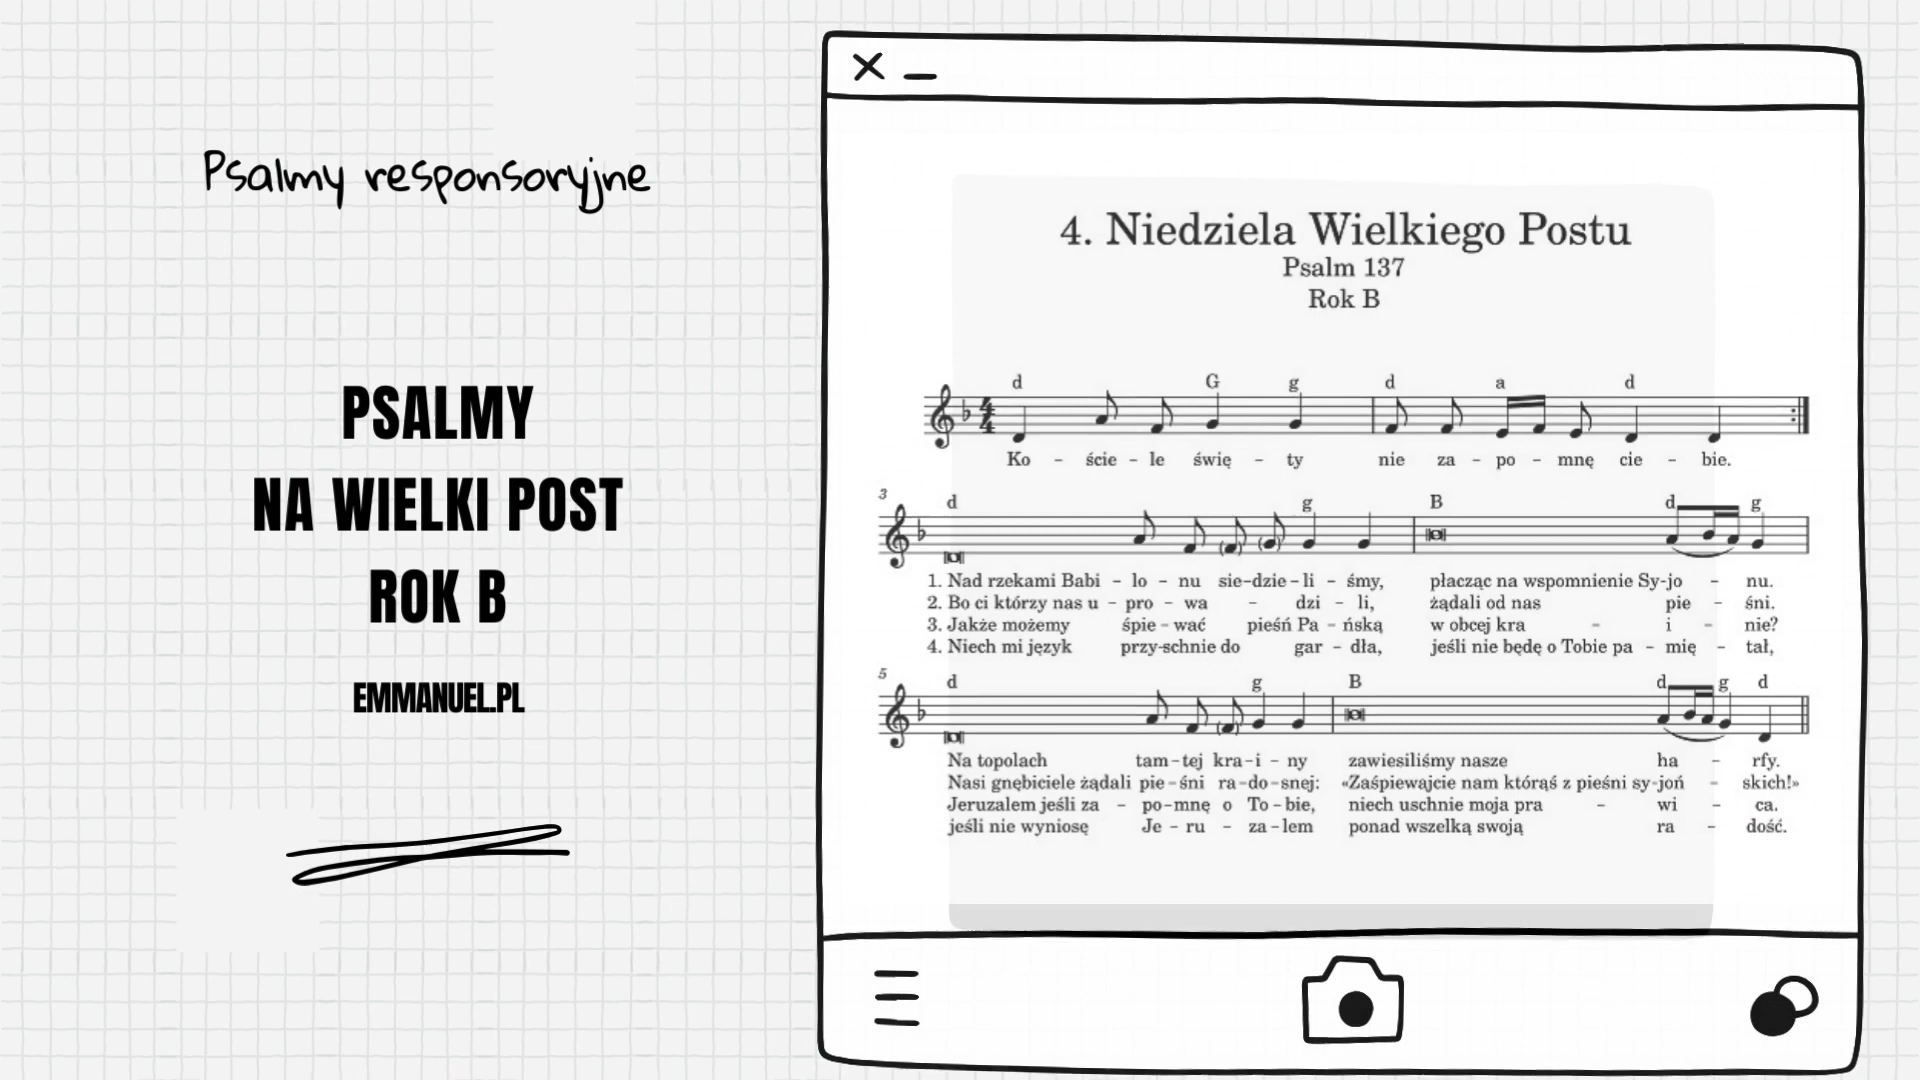 Psalmy responsoryjne
PSALMY
NA WIELKI POST
ROK B
EMMANUEL.PL
4. Niedziela Wielkiego Postu
Psalm 137
Rok B
d G g d a d
Ko - ście - le świę - ty nie za - po - mnę cie - bie.
3
d g B d g
1. Nad rzekami Babi - lo - nu sie-dzie-li - śmy, płacząc na wspomnienie Sy-jo - nu.
2. Bo ci którzy nas u - pro - wa - dzi - li, żądali od nas pie - śni.
3. Jakże możemy śpie - wać pieśń Pa - ńską w obcej kra - i - nie?
4. Niech mi język przy-schnie do gar - dła, jeśli nie będę o Tobie pa - mię - tał,
5
d g B d g d
Na topolach tam-tej kra-i - ny zawiesiliśmy nasze ha - rfy.
Nasi gnębiciele żądali pie-śni ra-do-snej: «Zaśpiewajcie nam którąś z pieśni sy-joń - skich!»
Jeruzalem jeśli za - po-mnę o To-bie, niech uschnie moja pra - wi - ca.
jeśli nie wyniosę Je - ru - za-lem ponad wszelką swoją ra - dość.